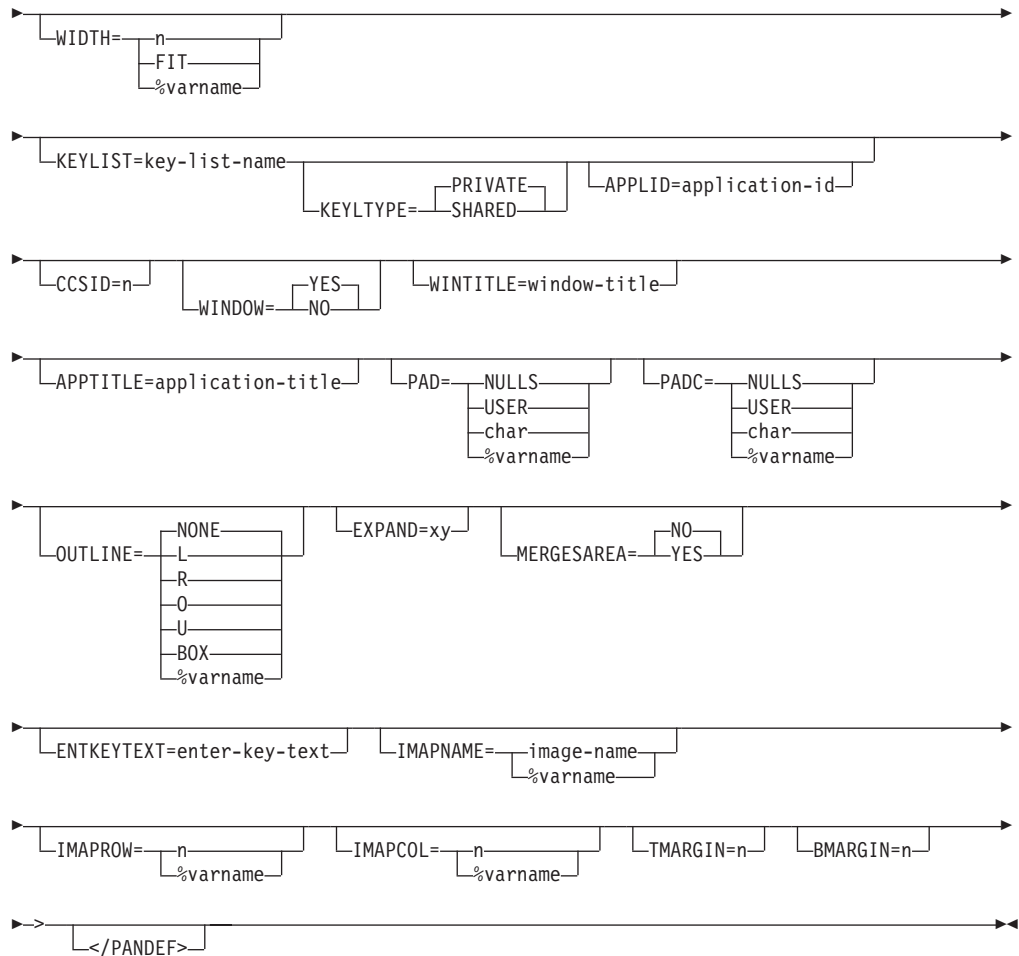 WIDTH= n
FIT
%varname
KEYLIST=key-list-name
PRIVATE
KEYLTYPE= SHARED
APPLID=application-id
CCSID=n
YES
WINDOW= NO
WINTITLE=window-title
APPTITLE=application-title
PAD= NULLS
USER
char
%varname
PADC= NULLS
USER
char
%varname
NONE
OUTLINE= L
R
O
U
BOX
%varname
EXPAND=xy
NO
MERGESAREA= YES
ENTKEYTEXT=enter-key-text
IMAPNAME= image-name
%varname
IMAPROW= n
%varname
IMAPCOL= n
%varname
TMARGIN=n
BMARGIN=n
>
</PANDEF>